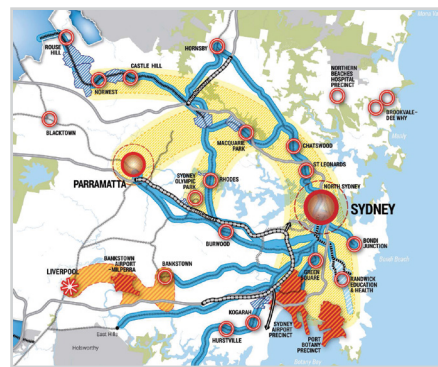 ROUSE
HILL
CASTLE HILL
NORWEST
HORNSBY
NORTHERN
BEACHES
HOSPITAL
PRECINCT
BROOKVALE-
DEE WHY
BLACKTOWN
MACQUARIE
PARK
CHATSWOOD
ST LEONARDS
PARRAMATTA
SYDNEY
OLYMPIC
PARK
RHODES
NORTH SYDNEY
SYDNEY
BURWOOD
BONDI
JUNCTION
BANKSTOWN
AIRPORT
-MILPERRA
LIVERPOOL
BANKSTOWN
GREEN
SQUARE
RANDWICK
EDUCATION
& HEALTH
KOGARAH
HURSTVILLE
SYDNEY
AIRPORT
PRECINCT
PORT
BOTANY
PRECINCT
East Hills
Holsworthy